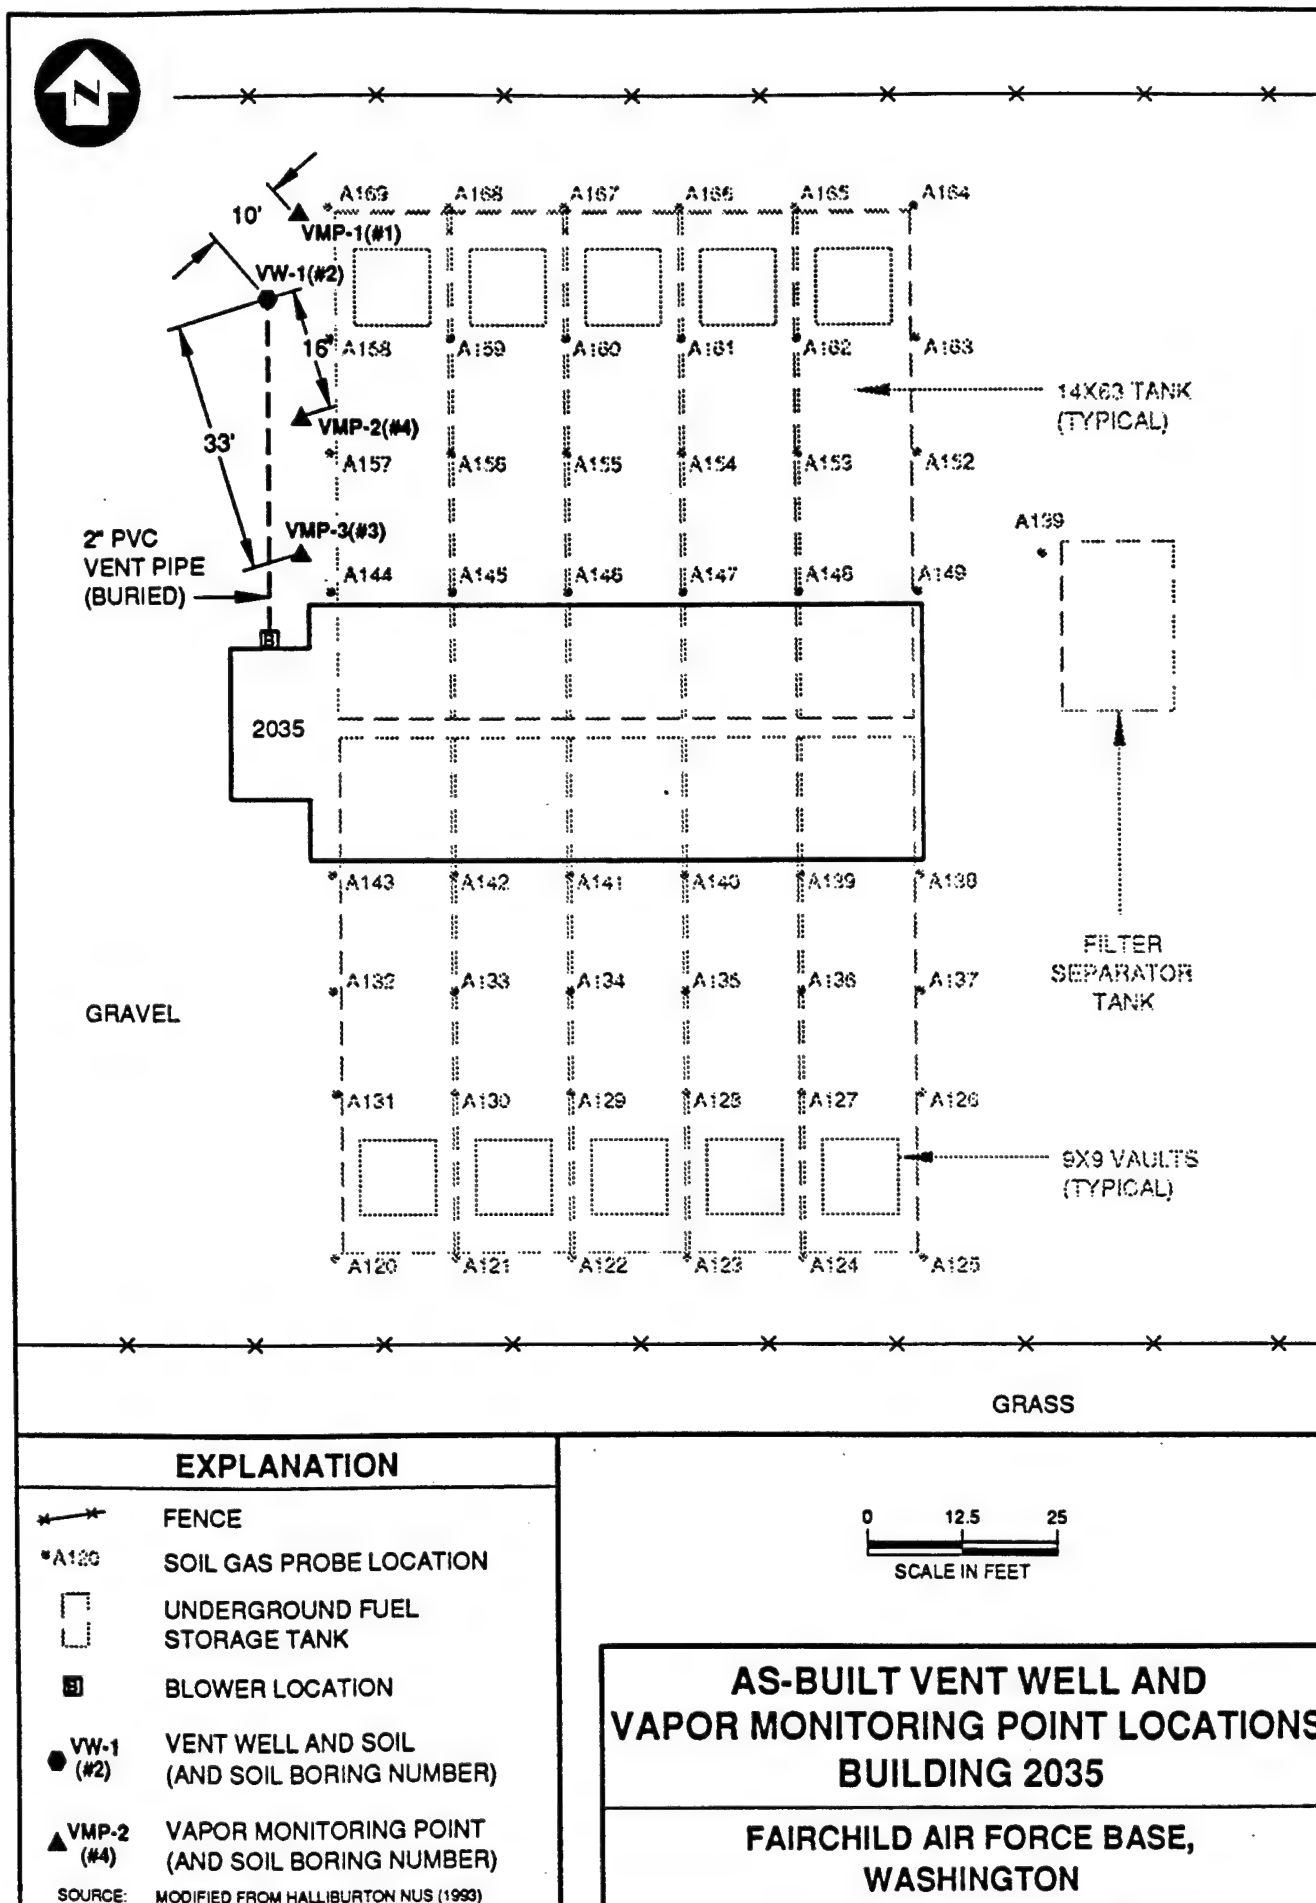 N
A169 A168 A167 A166 A165 A164
10'
VMP-1(#1)
VW-1(#2)
16'
A158 A159 A160 A161 A162 A163
14X63 TANK
(TYPICAL)
VMP-2(#4)
33'
A157 A156 A155 A154 A153 A152
A139
VMP-3(#3)
2" PVC
VENT PIPE
(BURIED)
A144 A145 A146 A147 A148 A149
B
2035
A143 A142 A141 A140 A139 A138
FILTER
SEPARATOR
TANK
A132 A133 A134 A135 A136 A137
GRAVEL
A131 A130 A129 A128 A127 A126
9X9 VAULTS
(TYPICAL)
A120 A121 A122 A123 A124 A125
GRASS
EXPLANATION
FENCE
A120 SOIL GAS PROBE LOCATION
UNDERGROUND FUEL
STORAGE TANK
B BLOWER LOCATION
VW-1 VENT WELL AND SOIL
(#2) (AND SOIL BORING NUMBER)
VMP-2 VAPOR MONITORING POINT
(#4) (AND SOIL BORING NUMBER)
SOURCE: MODIFIED FROM HALLIBURTON NUS (1993)
0 12.5 25
SCALE IN FEET
AS-BUILT VENT WELL AND
VAPOR MONITORING POINT LOCATIONS
BUILDING 2035
FAIRCHILD AIR FORCE BASE,
WASHINGTON